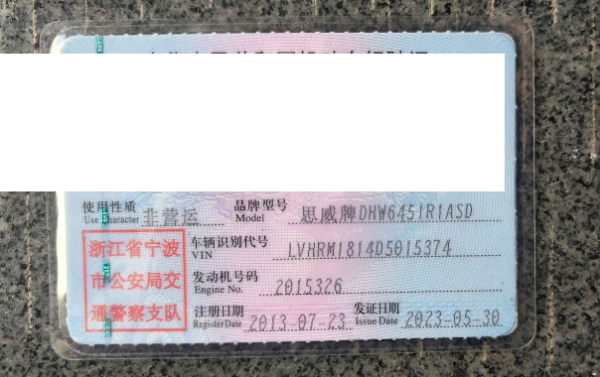 使用性质 Use Character 非营运 品牌型号 Model 思威牌DHW6451R1ASD
浙江省宁波
市公安局交
通警察支队
车辆识别代号 VIN LVHRM1814D5015374
发动机号码 Engine No. 2015326
注册日期 Register Date 2013-07-23 发证日期 Issue Date 2023-05-30